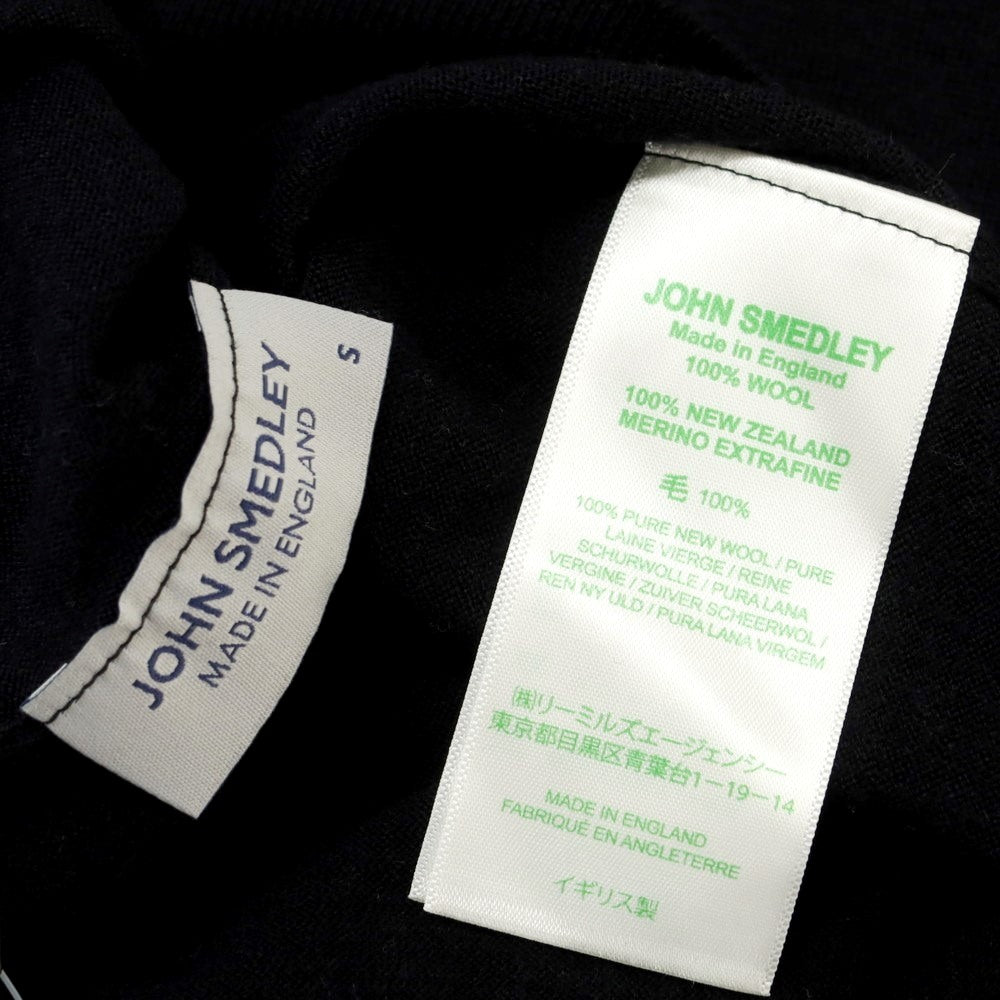 JOHN SMEDLEY
MADE IN ENGLAND
S
JOHN SMEDLEY
Made in England
100% WOOL
100% NEW ZEALAND
MERINO EXTRAFINE
毛 100%
100% PURE NEW WOOL / PURE
LAINE VIERGE / REINE
SCHURWOLLE / PURA LANA
VERGINE / ZUIVER SCHEERWOL /
REN NY ULD / PURA LANA VIRGEM
㈱リーミルズエージェンシー
東京都目黒区青葉台1-19-14
MADE IN ENGLAND
FABRIQUÉ EN ANGLETERRE
イギリス製